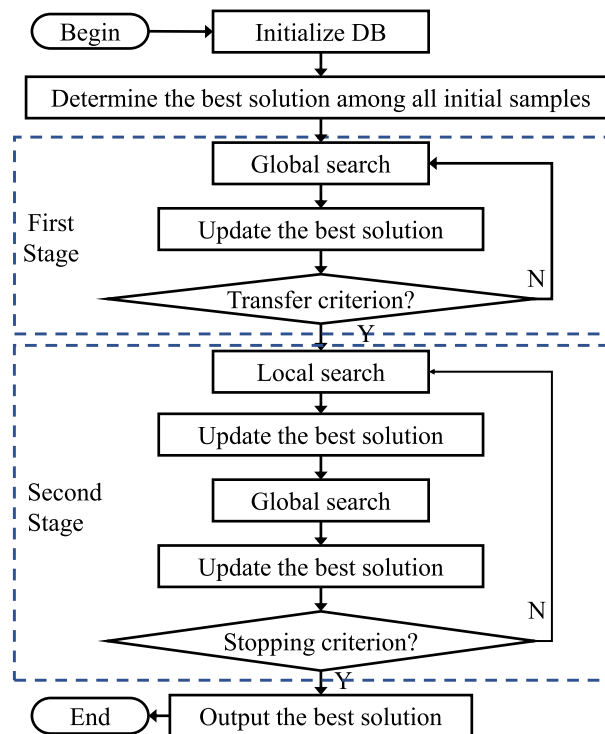 Begin
Initialize DB
Determine the best solution among all initial samples
Global search
First
Stage
Update the best solution
N
Transfer criterion?
Y
Local search
Update the best solution
Second
Stage
Global search
Update the best solution
N
Stopping criterion?
Y
End
Output the best solution